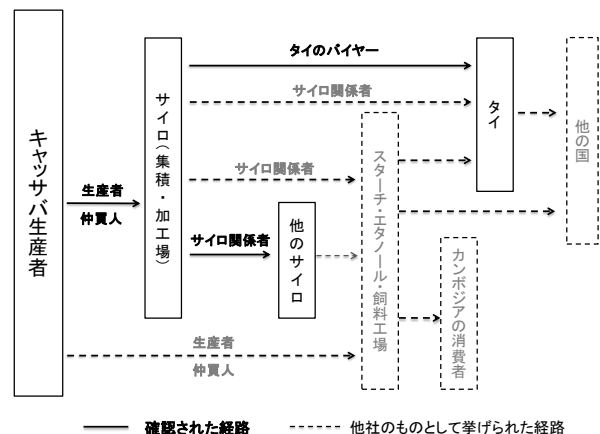 キャッサバ生産者
生産者
仲買人
サイロ(集積・加工場)
タイのバイヤー
サイロ関係者
サイロ関係者
サイロ関係者
他のサイロ
生産者
仲買人
スターチ・エタノール・飼料工場
タイ
カンボジアの消費者
他の国
確認された経路
他社のものとして挙げられた経路